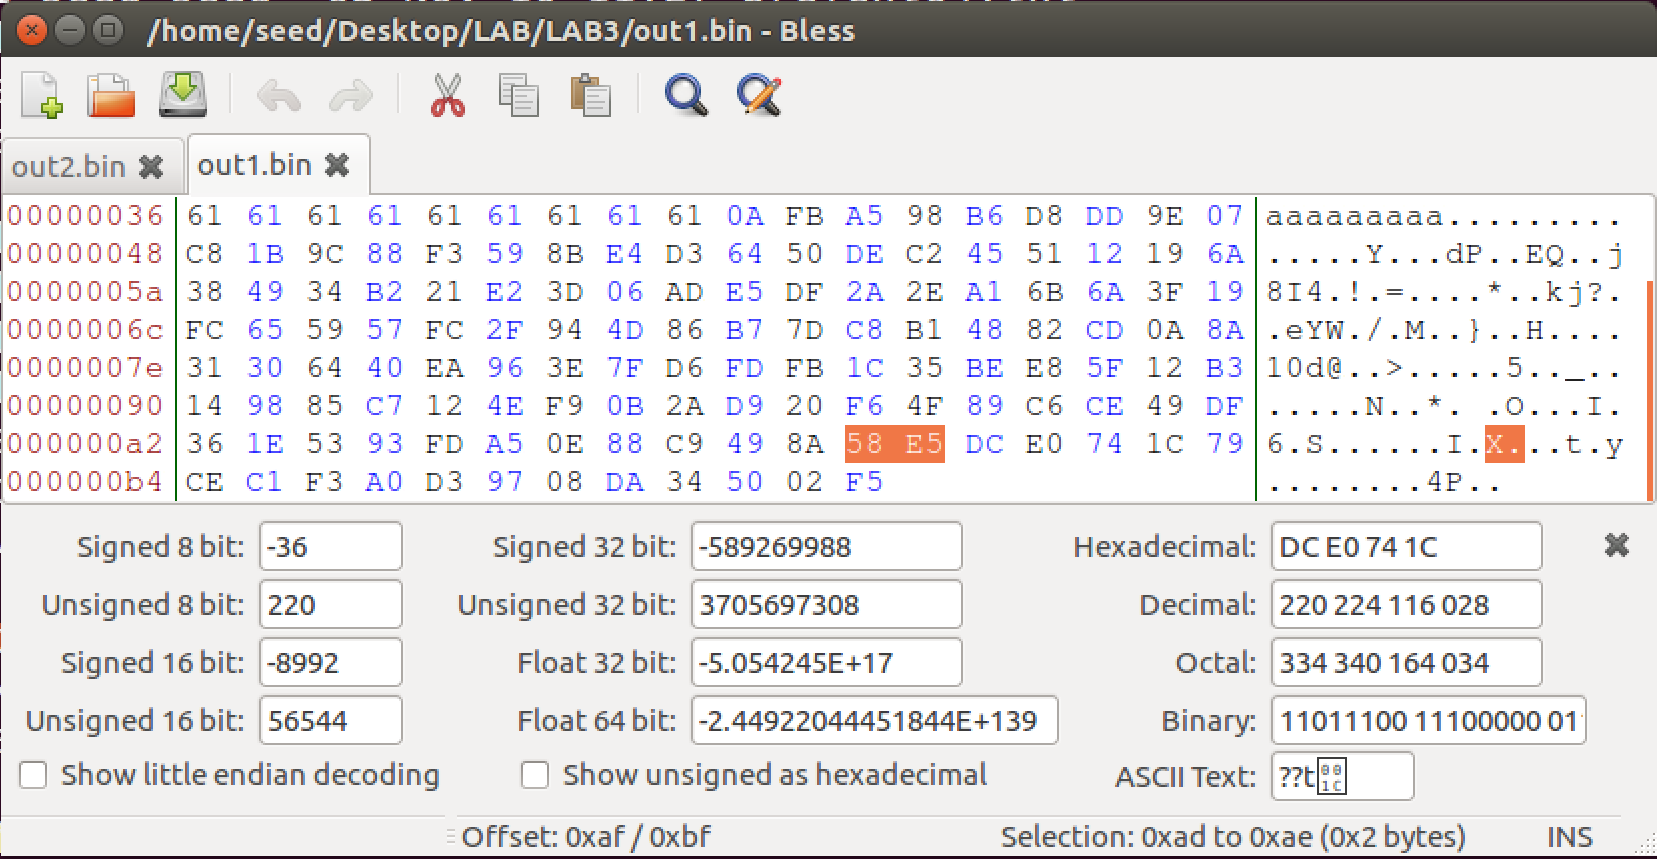 /home/seed/Desktop/LAB/LAB3/out1.bin - Bless
out2.bin out1.bin
00000036 61 61 61 61 61 61 61 61 61 0A FB A5 98 B6 D8 DD 9E 07 aaaaaaaaa.........
00000048 C8 1B 9C 88 F3 59 8B E4 D3 64 50 DE C2 45 51 12 19 6A .....Y...dP..EQ..j
0000005a 38 49 34 B2 21 E2 3D 06 AD E5 DF 2A 2E A1 6B 6A 3F 19 8I4.!.=....*..kj?.
0000006c FC 65 59 57 FC 2F 94 4D 86 B7 7D C8 B1 48 82 CD 0A 8A .eYW./.M..}..H....
0000007e 31 30 64 40 EA 96 3E 7F D6 FD FB 1C 35 BE E8 5F 12 B3 10d@..>.....5.._..
00000090 14 98 85 C7 12 4E F9 0B 2A D9 20 F6 4F 89 C6 CE 49 DF .....N..*. .O...I.
000000a2 36 1E 53 93 FD A5 0E 88 C9 49 8A 58 E5 DC E0 74 1C 79 6.S......I.X...t.y
000000b4 CE C1 F3 A0 D3 97 08 DA 34 50 02 F5 ........4P..
Signed 8 bit: -36 Signed 32 bit: -589269988 Hexadecimal: DC E0 74 1C
Unsigned 8 bit: 220 Unsigned 32 bit: 3705697308 Decimal: 220 224 116 028
Signed 16 bit: -8992 Float 32 bit: -5.054245E+17 Octal: 334 340 164 034
Unsigned 16 bit: 56544 Float 64 bit: -2.44922044451844E+139 Binary: 11011100 11100000 01
Show little endian decoding Show unsigned as hexadecimal ASCII Text: ??t
Offset: 0xaf / 0xbf Selection: 0xad to 0xae (0x2 bytes) INS